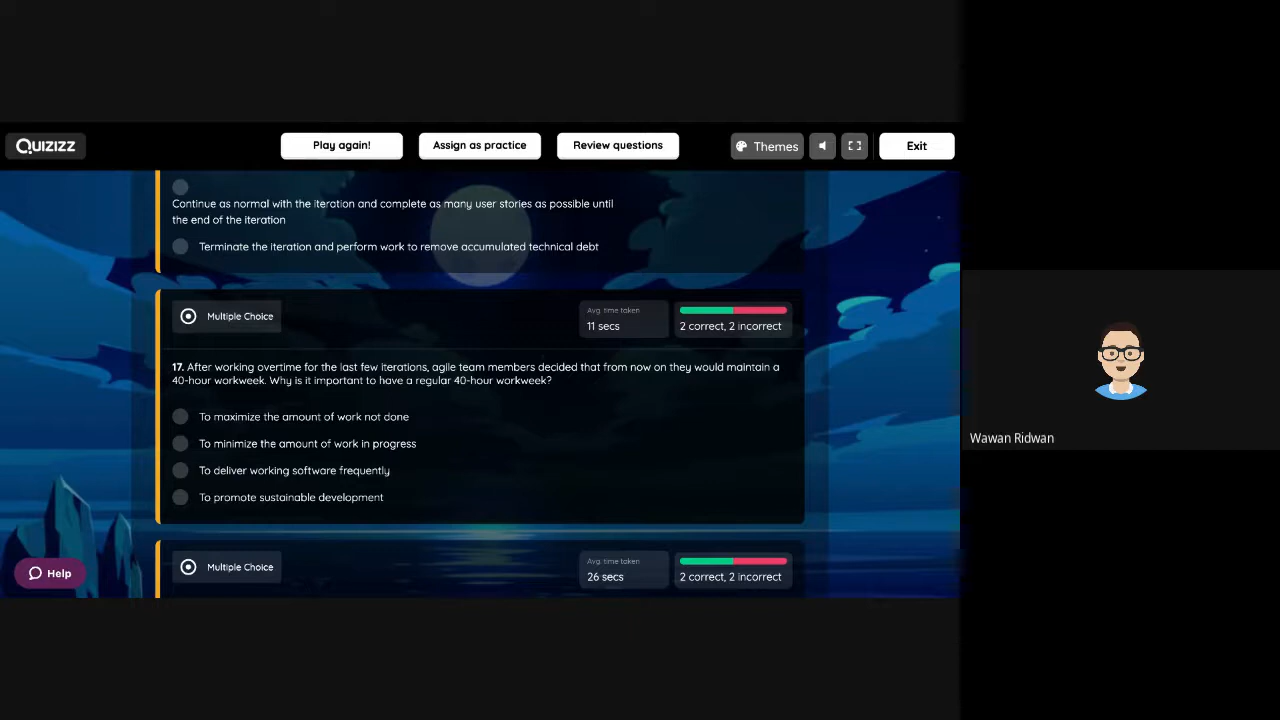 Quizizz
Play again!
Assign as practice
Review questions
Themes
Exit
Continue as normal with the iteration and complete as many user stories as possible until
the end of the iteration
Terminate the iteration and perform work to remove accumulated technical debt
Multiple Choice
Avg. time taken
11 secs
2 correct, 2 incorrect
17. After working overtime for the last few iterations, agile team members decided that from now on they would maintain a
40-hour workweek. Why is it important to have a regular 40-hour workweek?
To maximize the amount of work not done
To minimize the amount of work in progress
To deliver working software frequently
To promote sustainable development
Multiple Choice
Avg. time taken
26 secs
2 correct, 2 incorrect
Help
Wawan Ridwan